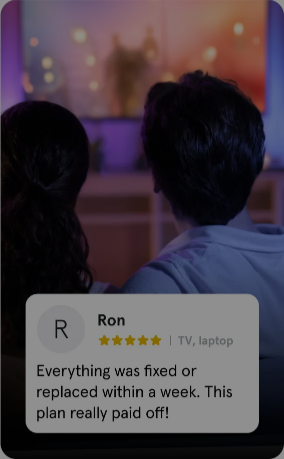 R
Ron
| TV, laptop
Everything was fixed or
replaced within a week. This
plan really paid off!